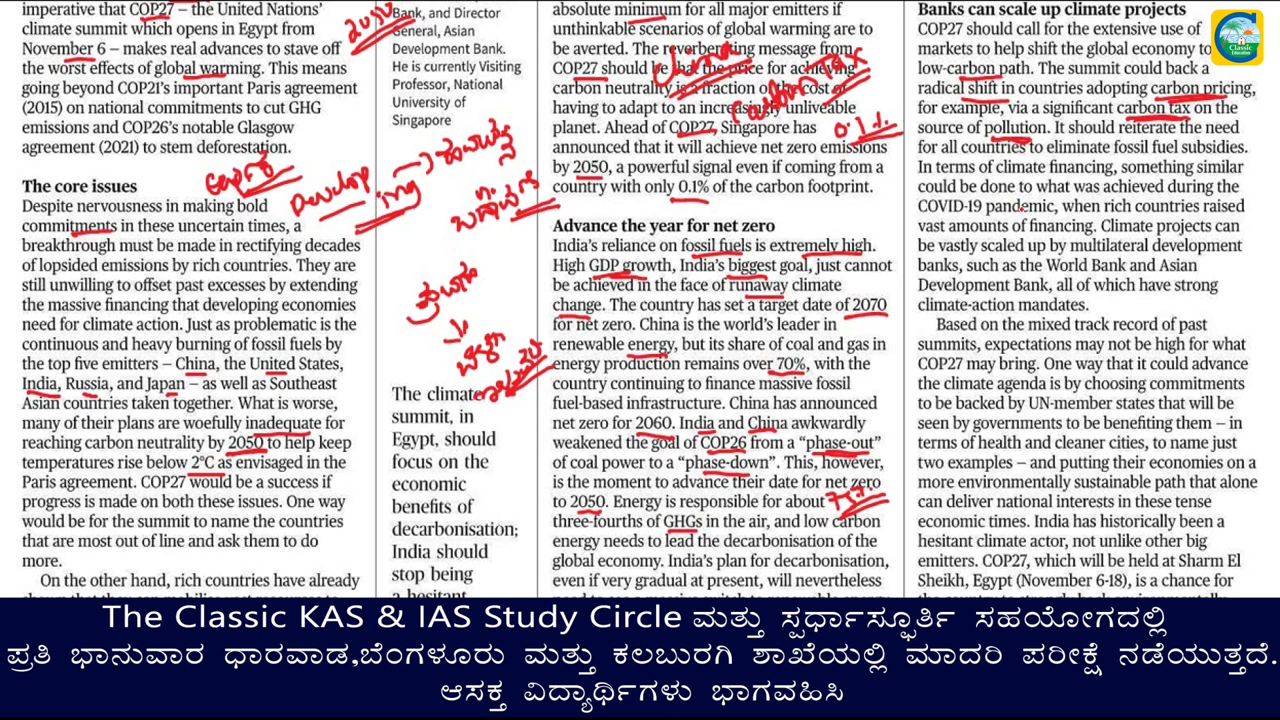 imperative that COP27 – the United Nations’
climate summit which opens in Egypt from
November 6 – makes real advances to stave off
the worst effects of global warming. This means
going beyond COP21’s important Paris agreement
(2015) on national commitments to cut GHG
emissions and COP26’s notable Glasgow
agreement (2021) to stem deforestation.
The core issues
Despite nervousness in making bold
commitments in these uncertain times, a
breakthrough must be made in rectifying decades
of lopsided emissions by rich countries. They are
still unwilling to offset past excesses by extending
the massive financing that developing economies
need for climate action. Just as problematic is the
continuous and heavy burning of fossil fuels by
the top five emitters – China, the United States,
India, Russia, and Japan – as well as Southeast
Asian countries taken together. What is worse,
many of their plans are woefully inadequate for
reaching carbon neutrality by 2050 to help keep
temperatures rise below 2°C as envisaged in the
Paris agreement. COP27 would be a success if
progress is made on both these issues. One way
would be for the summit to name the countries
that are most out of line and ask them to do
more.
On the other hand, rich countries have already
2050
Develop
ing
Bank, and Director
General, Asian
Development Bank.
He is currently Visiting
Professor, National
University of
Singapore
The climate
summit, in
Egypt, should
focus on the
economic
benefits of
decarbonisation;
India should
stop being
a hesitant
absolute minimum for all major emitters if
unthinkable scenarios of global warming are to
be averted. The reverberating message from
COP27 should be that the price for achieving
carbon neutrality is a fraction of the cost of
having to adapt to an increasingly unlivable
planet. Ahead of COP27, Singapore has
announced that it will achieve net zero emissions
by 2050, a powerful signal even if coming from a
country with only 0.1% of the carbon footprint.
China
Carbon Tax
0.1%
Advance the year for net zero
India’s reliance on fossil fuels is extremely high.
High GDP growth, India’s biggest goal, just cannot
be achieved in the face of runaway climate
change. The country has set a target date of 2070
for net zero. China is the world’s leader in
renewable energy, but its share of coal and gas in
energy production remains over 70%, with the
country continuing to finance massive fossil
fuel-based infrastructure. China has announced
net zero for 2060. India and China awkwardly
weakened the goal of COP26 from a “phase-out”
of coal power to a “phase-down”. This, however,
is the moment to advance their date for net zero
to 2050. Energy is responsible for about
three-fourths of GHGs in the air, and low carbon
energy needs to lead the decarbonisation of the
global economy. India’s plan for decarbonisation,
even if very gradual at present, will nevertheless
75%
Banks can scale up climate projects
COP27 should call for the extensive use of
markets to help shift the global economy to a
low-carbon path. The summit could back a
radical shift in countries adopting carbon pricing,
for example, via a significant carbon tax on the
source of pollution. It should reiterate the need
for all countries to eliminate fossil fuel subsidies.
In terms of climate financing, something similar
could be done to what was achieved during the
COVID-19 pandemic, when rich countries raised
vast amounts of financing. Climate projects can
be vastly scaled up by multilateral development
banks, such as the World Bank and Asian
Development Bank, all of which have strong
climate-action mandates.
Based on the mixed track record of past
summits, expectations may not be high for what
COP27 may bring. One way that it could advance
the climate agenda is by choosing commitments
to be backed by UN-member states that will be
seen by governments to be benefiting them – in
terms of health and cleaner cities, to name just
two examples – and putting their economies on a
more environmentally sustainable path that alone
can deliver national interests in these tense
economic times. India has historically been a
hesitant climate actor, not unlike other big
emitters. COP27, which will be held at Sharm El
Sheikh, Egypt (November 6-18), is a chance for
Classic
Education
The Classic KAS & IAS Study Circle ಮತ್ತು ಸ್ಪರ್ಧಾಸ್ಫೂರ್ತಿ ಸಹಯೋಗದಲ್ಲಿ
ಪ್ರತಿ ಭಾನುವಾರ ಧಾರವಾಡ,ಬೆಂಗಳೂರು ಮತ್ತು ಕಲಬುರಗಿ ಶಾಖೆಯಲ್ಲಿ ಮಾದರಿ ಪರೀಕ್ಷೆ ನಡೆಯುತ್ತದೆ.
ಆಸಕ್ತ ವಿದ್ಯಾರ್ಥಿಗಳು ಭಾಗವಹಿಸಿ